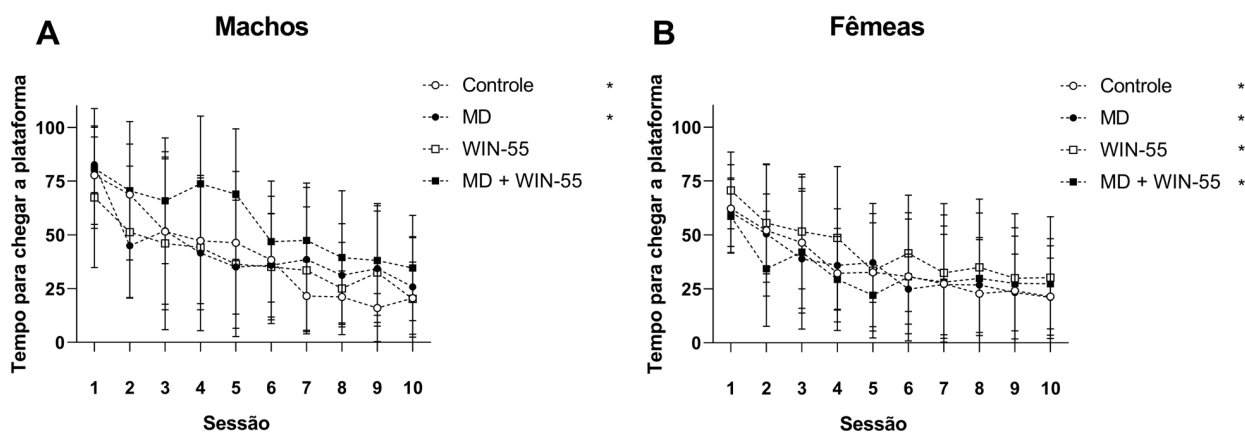 A
Machos
Tempo para chegar a plataforma
100
75
50
25
0
1 2 3 4 5 6 7 8 9 10
Sessão
Controle *
MD *
WIN-55
MD + WIN-55
B
Fêmeas
Tempo para chegar a plataforma
100
75
50
25
0
1 2 3 4 5 6 7 8 9 10
Sessão
Controle *
MD *
WIN-55 *
MD + WIN-55 *